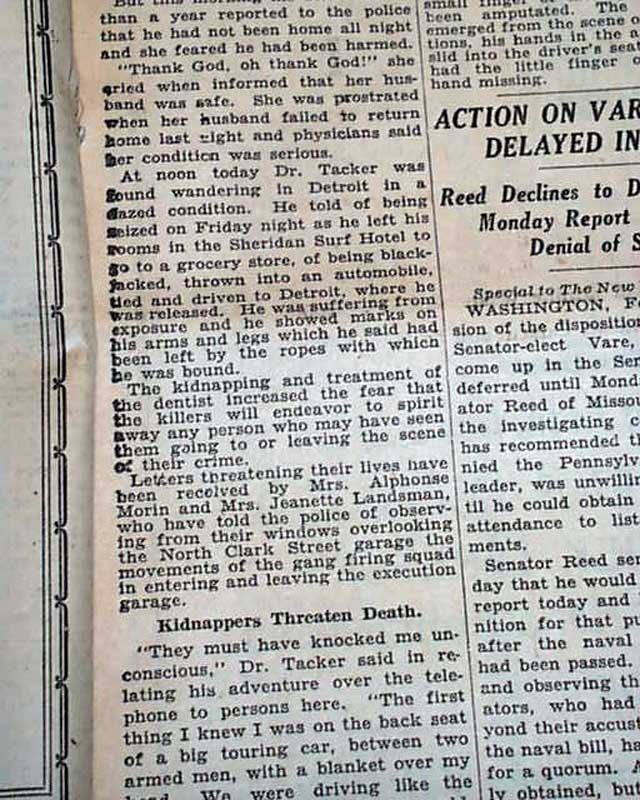 But this morning
than a year reported to the police
that he had not been home all night
and she feared he had been harmed.
"Thank God, oh thank God!" she
cried when informed that her hus-
band was safe. She was prostrated
when her husband failed to return
home last night and physicians said
her condition was serious.
At noon today Dr. Tacker was
found wandering in Detroit in a
dazed condition. He told of being
seized on Friday night as he left his
rooms in the Sheridan Surf Hotel to
go to a grocery store, of being black-
jacked, thrown into an automobile,
tied and driven to Detroit, where he
was released. He was suffering from
exposure and he showed marks on
his arms and legs which he said had
been left by the ropes with which
he was bound.
The kidnapping and treatment of
the dentist increased the fear that
the killers will endeavor to spirit
away any person who may have seen
them going to or leaving the scene
of their crime.
Letters threatening their lives have
been received by Mrs. Alphonse
Morin and Mrs. Jeanette Landsman,
who have told the police of observ-
ing from their windows overlooking
the North Clark Street garage the
movements of the gang firing squad
in entering and leaving the execution
garage.
Kidnappers Threaten Death.
"They must have knocked me un-
conscious," Dr. Tacker said in re-
lating his adventure over the tele-
phone to persons here. "The first
thing I knew I was on the back seat
of a big touring car, between two
armed men, with a blanket over my
head. We were driving like the
small finger
been amputated. The
emerged from the scene o
tions, his hands in the a
slid into the driver's sea
had the little finger o
hand missing.
ACTION ON VAR
DELAYED IN
Reed Declines to D
Monday Report
Denial of S
Special to The New
WASHINGTON, F
sion of the disposition
Senator-elect Vare,
come up in the Sen
deferred until Mond
ator Reed of Missou
the investigating c
has recommended th
nied the Pennsylv
leader, was unwillin
til he could obtain
attendance to list
ments.
Senator Reed ser
day that he would
report today and
nition for that pu
after the naval
had been passed.
and observing th
ators, who had
yond their accust
the naval bill, ha
for a quorum. A
ly obtained, but